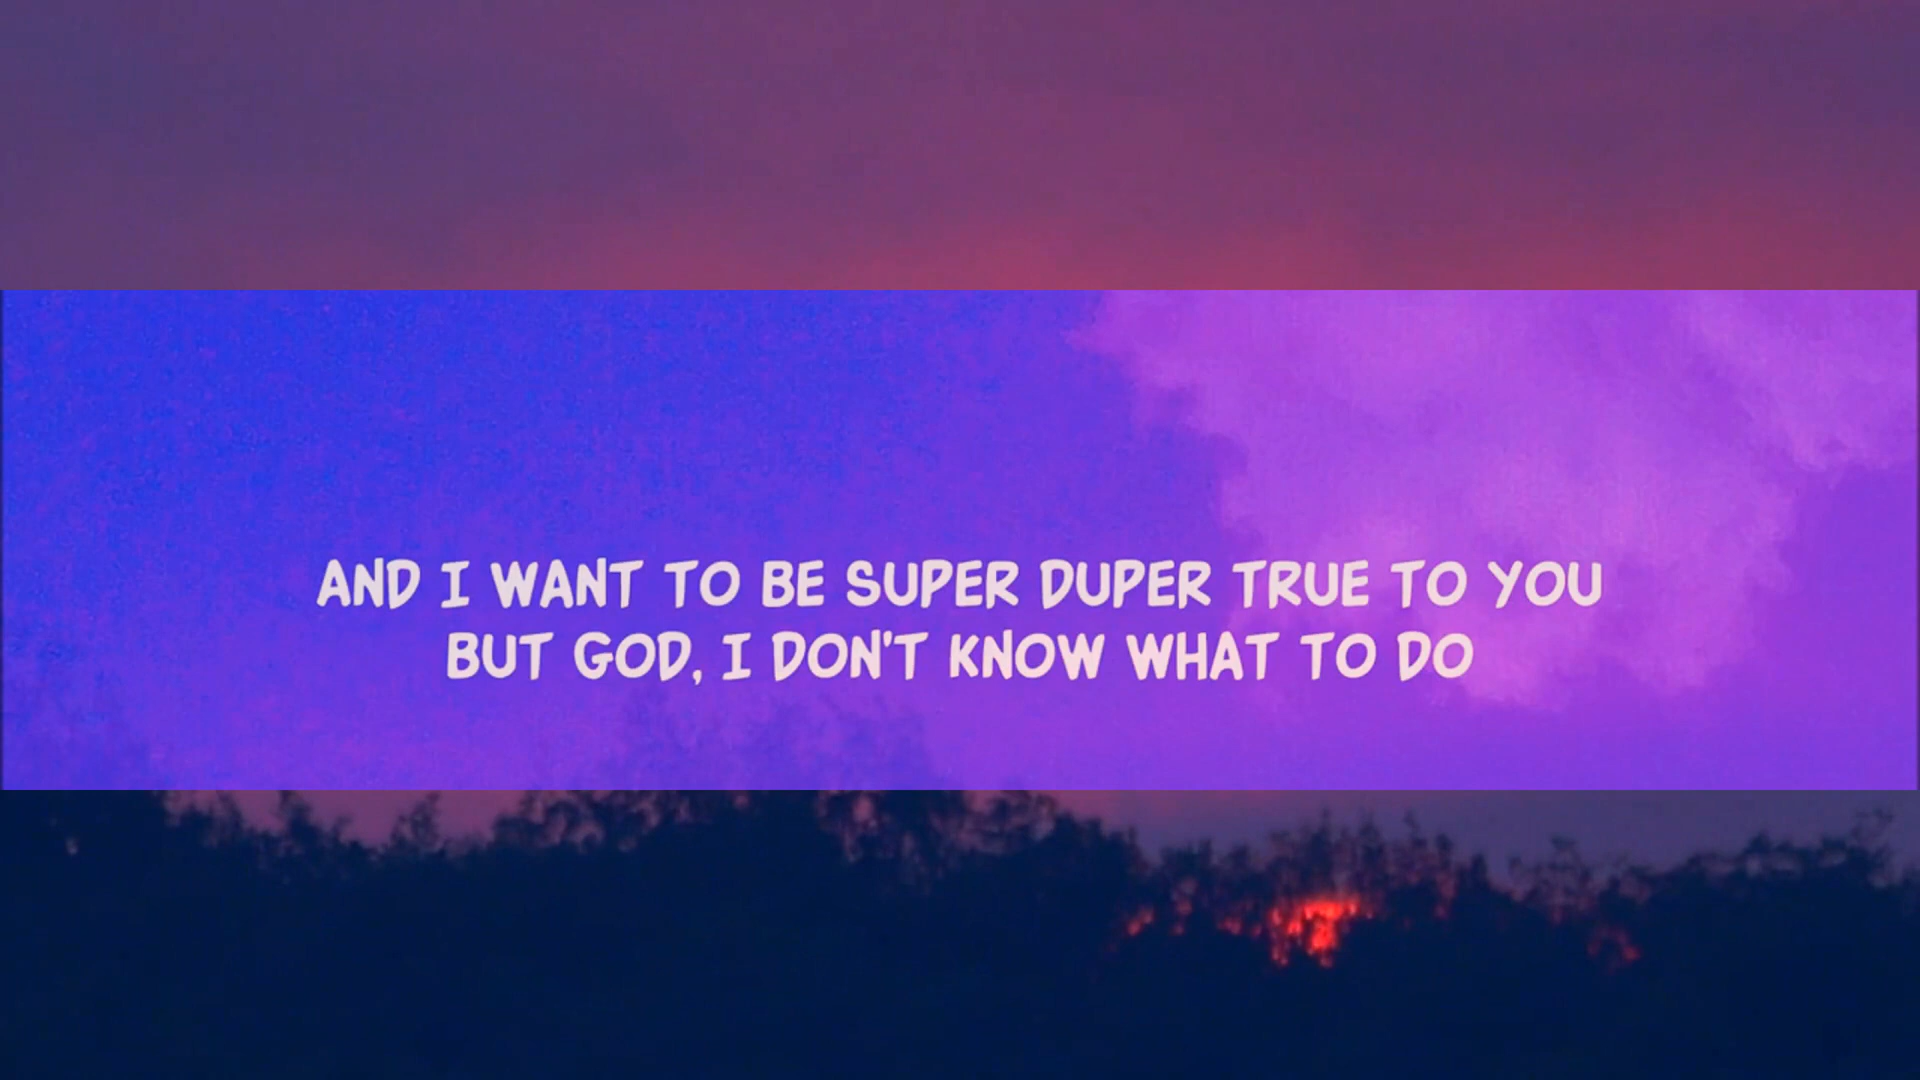 AND I WANT TO BE SUPER DUPER TRUE TO YOU
BUT GOD, I DON'T KNOW WHAT TO DO